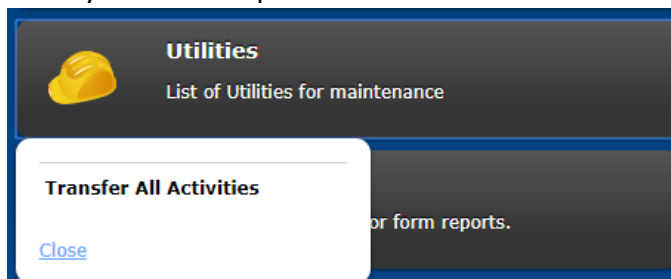 Utilities
List of Utilities for maintenance
Transfer All Activities
or form reports.
Close